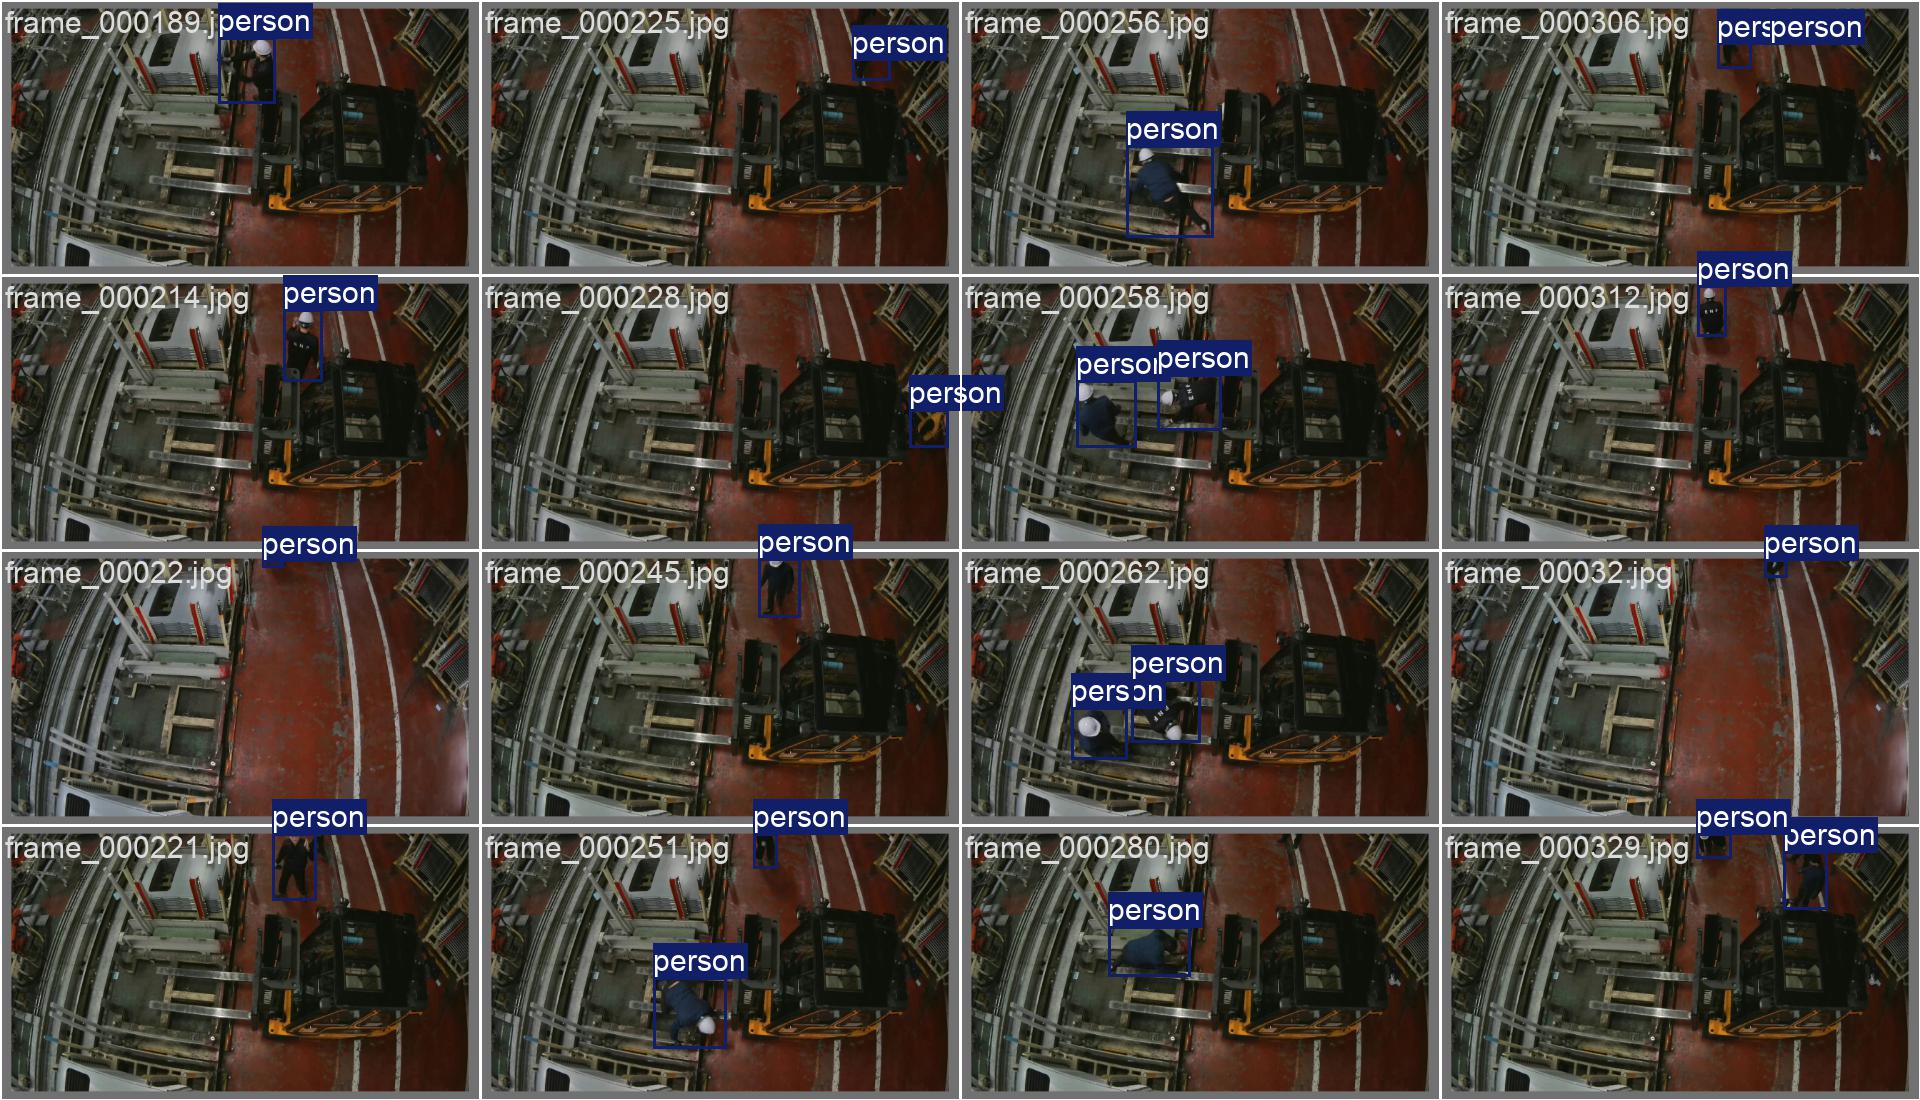 frame_000189.j
person
frame_000225.jpg
person
frame_000256.jpg
person
frame_000306.jpg
person
frame_000214.jpg
person
frame_000228.jpg
person
frame_000258.jpg
person
person
frame_000312.jpg
person
frame_00022.jpg
person
frame_000245.jpg
person
frame_000262.jpg
person
person
frame_00032.jpg
person
frame_000221.jpg
person
frame_000251.jpg
person
person
frame_000280.jpg
person
frame_000329.jpg
person
person